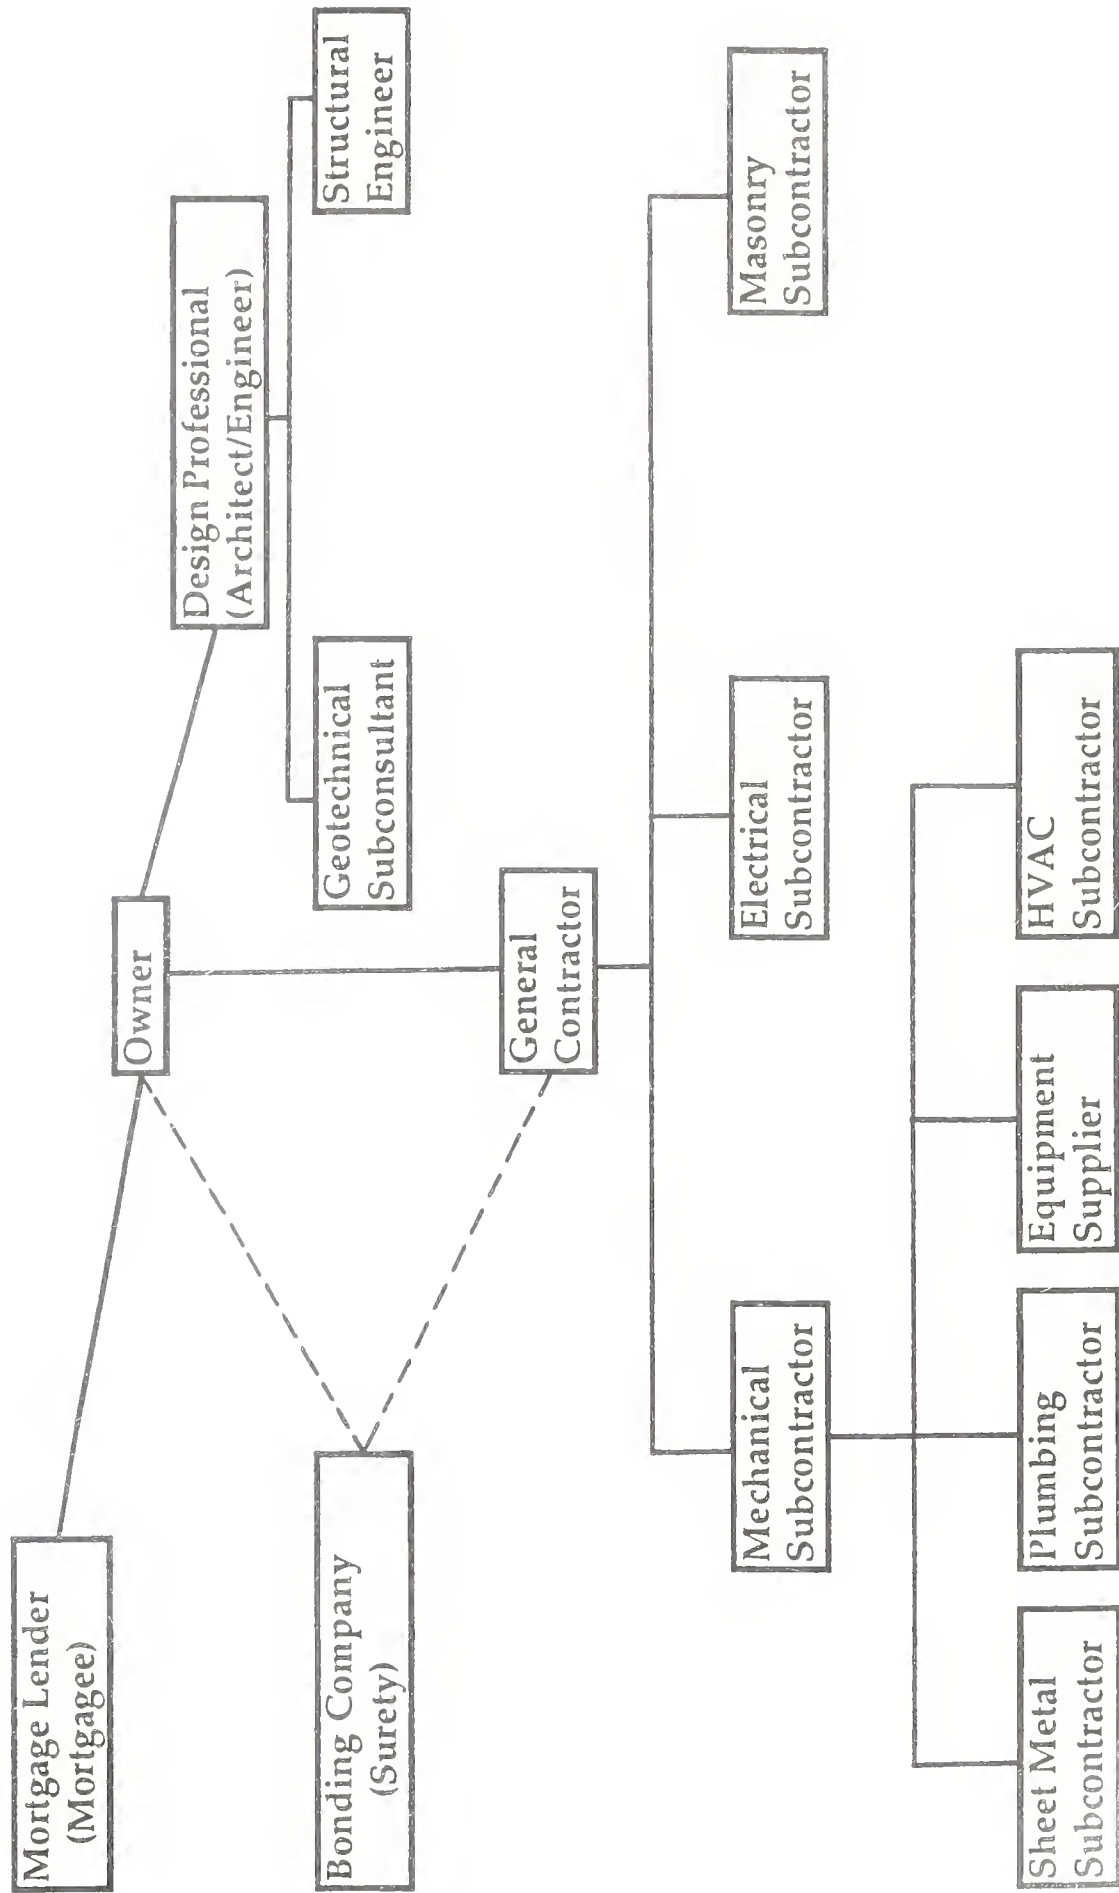 Mortgage Lender
(Mortgagee)
Owner
Design Professional
(Architect/Engineer)
Bonding Company
(Surety)
Geotechnical
Subconsultant
Structural
Engineer
General
Contractor
Mechanical
Subcontractor
Electrical
Subcontractor
Masonry
Subcontractor
Sheet Metal
Subcontractor
Plumbing
Subcontractor
Equipment
Supplier
HVAC
Subcontractor